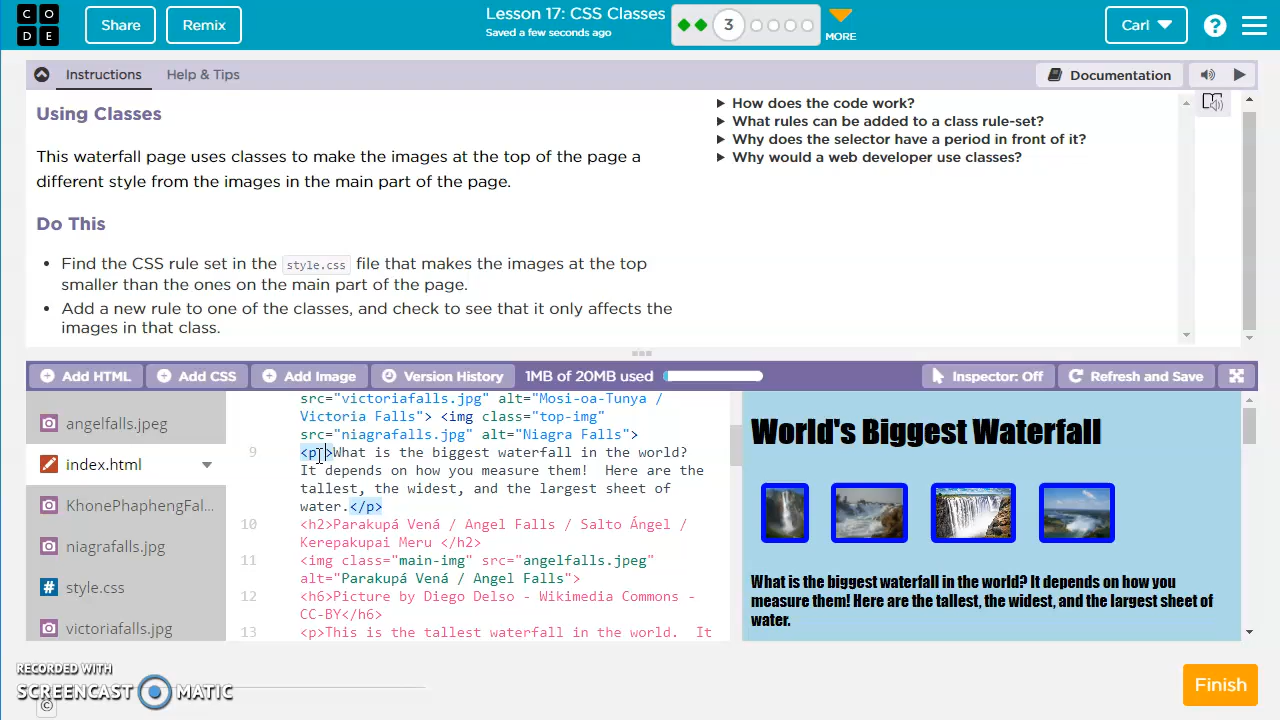 CO
DE
Share
Remix
Lesson 17: CSS Classes
Saved a few seconds ago
3
MORE
Carl
?
Instructions
Help & Tips
Documentation
Using Classes
This waterfall page uses classes to make the images at the top of the page a
different style from the images in the main part of the page.
Do This
• Find the CSS rule set in the style.css file that makes the images at the top
smaller than the ones on the main part of the page.
• Add a new rule to one of the classes, and check to see that it only affects the
images in that class.
How does the code work?
What rules can be added to a class rule-set?
Why does the selector have a period in front of it?
Why would a web developer use classes?
Add HTML
Add CSS
Add Image
Version History
1MB of 20MB used
Inspector: Off
Refresh and Save
angelfalls.jpeg
index.html
KhonePhaphengFal...
niagrafalls.jpg
# style.css
victoriafalls.jpg
src="victoriafalls.jpg" alt="Mosi-oa-Tunya /
Victoria Falls"> <img class="top-img"
src="niagrafalls.jpg" alt="Niagra Falls">
9 <p>What is the biggest waterfall in the world?
It depends on how you measure them!  Here are the
tallest, the widest, and the largest sheet of
water.</p>
10 <h2>Parakupá Vená / Angel Falls / Salto Ángel /
Kerepakupai Meru </h2>
11 <img class="main-img" src="angelfalls.jpeg"
alt="Parakupá Vená / Angel Falls">
12 <h6>Picture by Diego Delso - Wikimedia Commons -
CC-BY</h6>
13 <p>This is the tallest waterfall in the world.  It
World's Biggest Waterfall
What is the biggest waterfall in the world? It depends on how you
measure them! Here are the tallest, the widest, and the largest sheet of
water.
RECORDED WITH
SCREENCAST MATIC
©
Finish